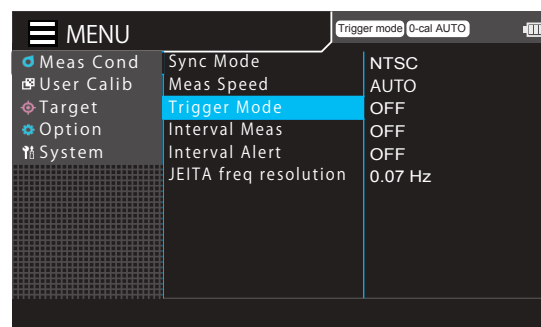 MENU
Trigger mode 0-cal AUTO
Meas Cond
User Calib
Target
Option
System
Sync Mode NTSC
Meas Speed AUTO
Trigger Mode OFF
Interval Meas OFF
Interval Alert OFF
JEITA freq resolution 0.07 Hz